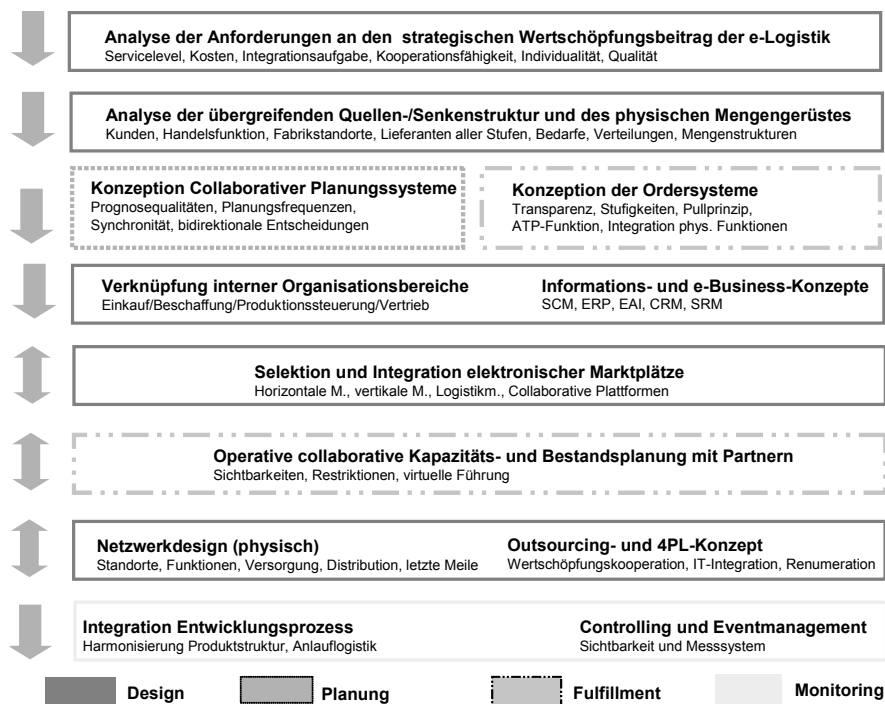 Analyse der Anforderungen an den strategischen Wertschöpfungsbeitrag der e-Logistik
Servicelevel, Kosten, Integrationsaufgabe, Kooperationsfähigkeit, Individualität, Qualität
Analyse der übergreifenden Quellen-/Senkenstruktur und des physischen Mengengerüstes
Kunden, Handelsfunktion, Fabrikstandorte, Lieferanten aller Stufen, Bedarfe, Verteilungen, Mengenstrukturen
Konzeption Collaborativer Planungssysteme
Prognosequalitäten, Planungsfrequenzen,
Synchronität, bidirektionale Entscheidungen
Konzeption der Ordersysteme
Transparenz, Stufigkeiten, Pullprinzip,
ATP-Funktion, Integration phys. Funktionen
Verknüpfung interner Organisationsbereiche
Einkauf/Beschaffung/Produktionssteuerung/Vertrieb
Informations- und e-Business-Konzepte
SCM, ERP, EAI, CRM, SRM
Selektion und Integration elektronischer Marktplätze
Horizontale M., vertikale M., Logistikm., Collaborative Plattformen
Operative collaborative Kapazitäts- und Bestandsplanung mit Partnern
Sichtbarkeiten, Restriktionen, virtuelle Führung
Netzwerkdesign (physisch)
Standorte, Funktionen, Versorgung, Distribution, letzte Meile
Outsourcing- und 4PL-Konzept
Wertschöpfungskooperation, IT-Integration, Renumeration
Integration Entwicklungsprozess
Harmonisierung Produktstruktur, Anlauflogistik
Controlling und Eventmanagement
Sichtbarkeit und Messsystem
Design
Planung
Fulfillment
Monitoring